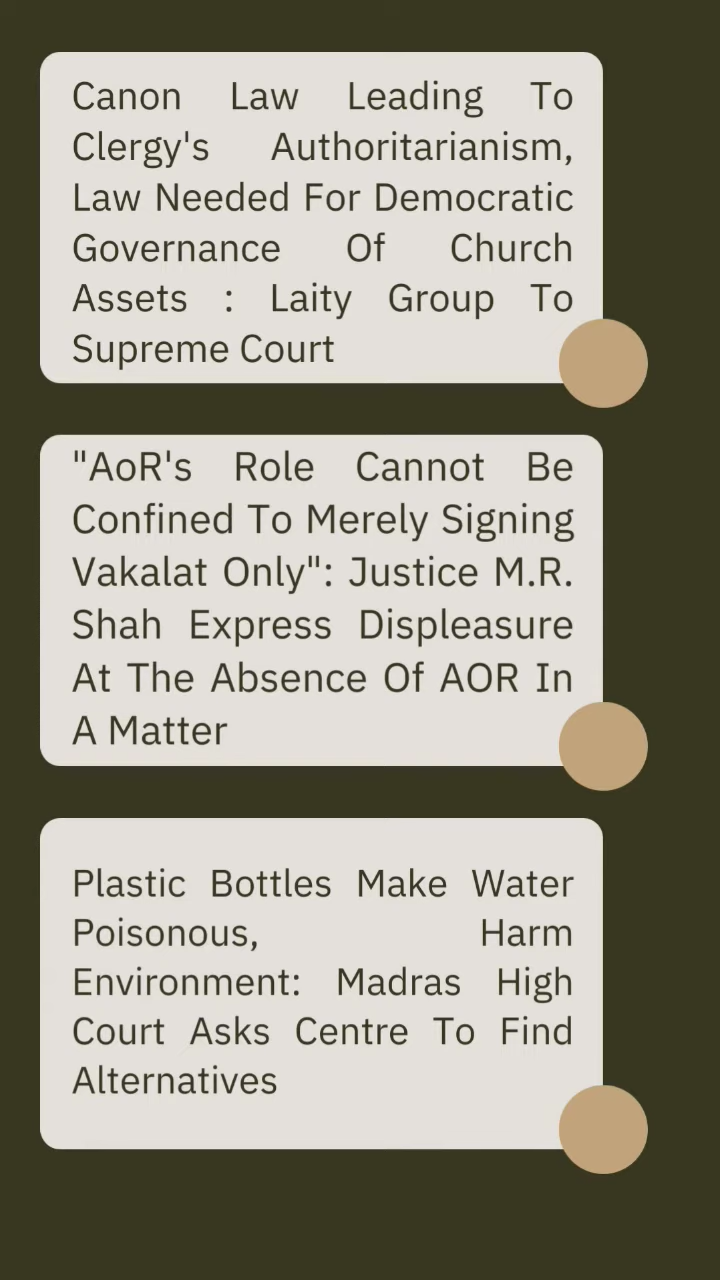 Canon Law Leading To
Clergy's Authoritarianism,
Law Needed For Democratic
Governance Of Church
Assets : Laity Group To
Supreme Court
"AoR's Role Cannot Be
Confined To Merely Signing
Vakalat Only": Justice M.R.
Shah Express Displeasure
At The Absence Of AOR In
A Matter
Plastic Bottles Make Water
Poisonous, Harm
Environment: Madras High
Court Asks Centre To Find
Alternatives